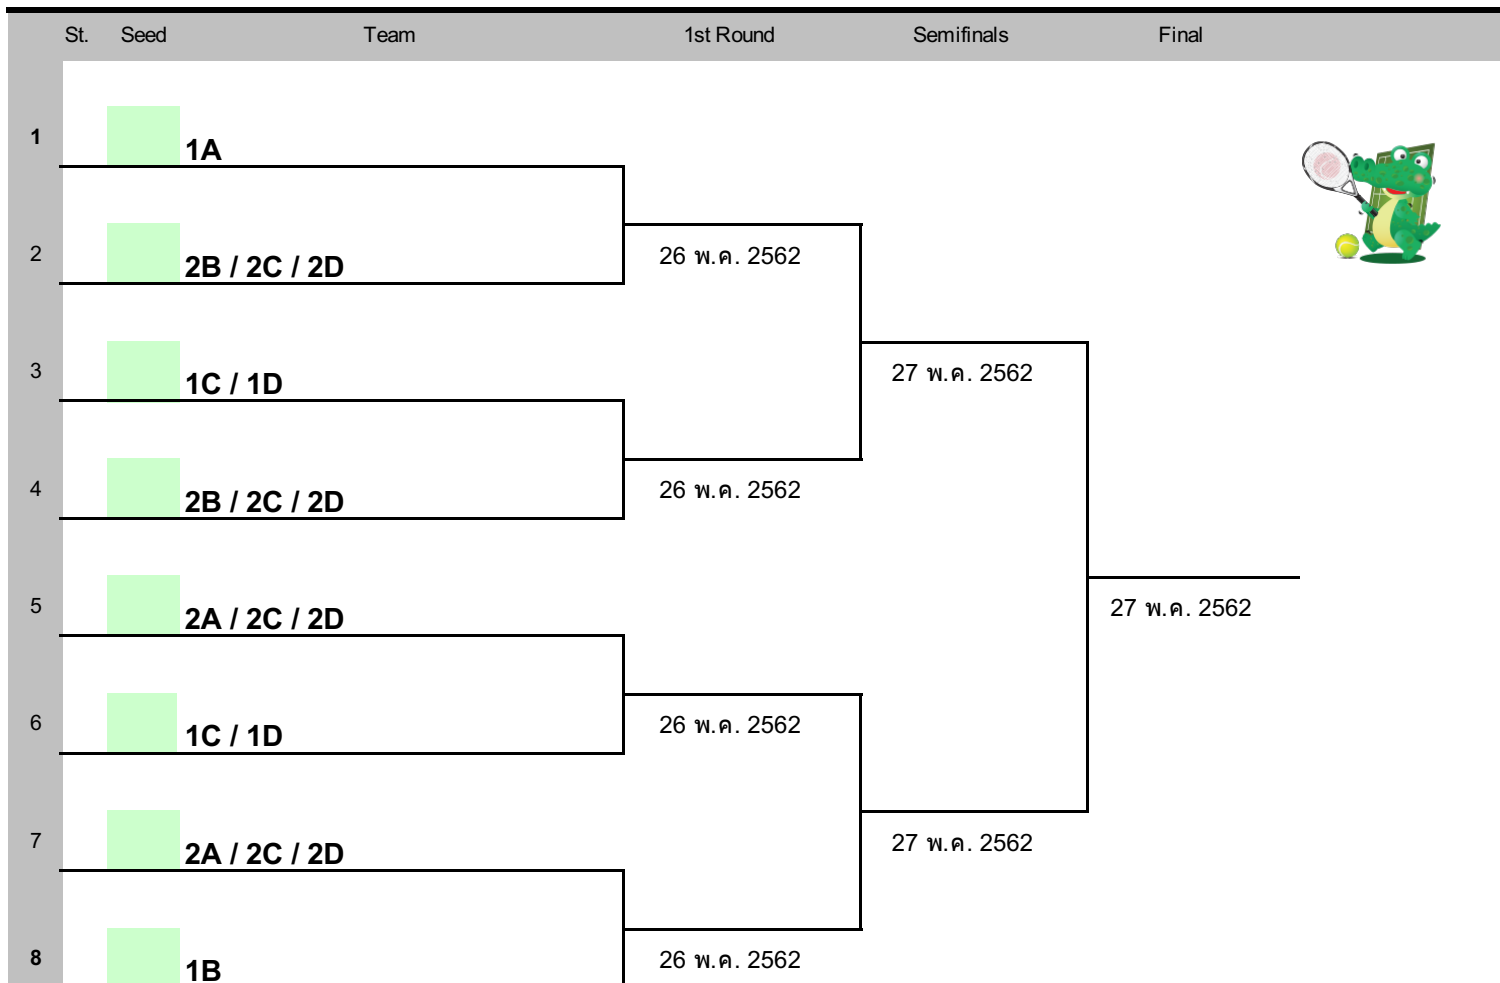 St. Seed Team 1st Round Semifinals Final
1
1A
2
2B / 2C / 2D
26 พ.ค. 2562
3
1C / 1D
27 พ.ค. 2562
4
2B / 2C / 2D
26 พ.ค. 2562
5
2A / 2C / 2D
27 พ.ค. 2562
6
1C / 1D
26 พ.ค. 2562
7
2A / 2C / 2D
27 พ.ค. 2562
8
1B
26 พ.ค. 2562